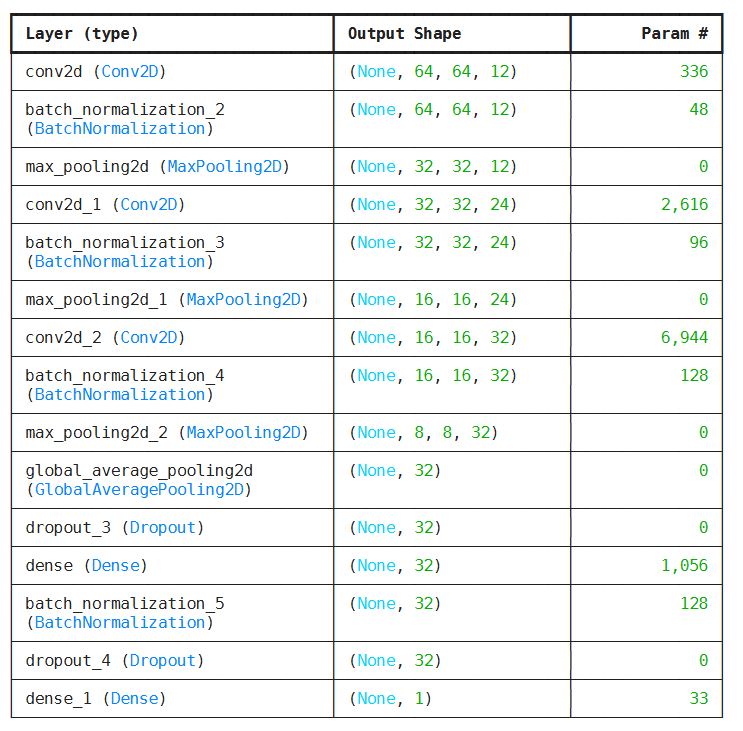 Layer (type) Output Shape Param #
conv2d (Conv2D) (None, 64, 64, 12) 336
batch_normalization_2 (None, 64, 64, 12) 48
(BatchNormalization)
max_pooling2d (MaxPooling2D) (None, 32, 32, 12) 0
conv2d_1 (Conv2D) (None, 32, 32, 24) 2,616
batch_normalization_3 (None, 32, 32, 24) 96
(BatchNormalization)
max_pooling2d_1 (MaxPooling2D) (None, 16, 16, 24) 0
conv2d_2 (Conv2D) (None, 16, 16, 32) 6,944
batch_normalization_4 (None, 16, 16, 32) 128
(BatchNormalization)
max_pooling2d_2 (MaxPooling2D) (None, 8, 8, 32) 0
global_average_pooling2d (None, 32) 0
(GlobalAveragePooling2D)
dropout_3 (Dropout) (None, 32) 0
dense (Dense) (None, 32) 1,056
batch_normalization_5 (None, 32) 128
(BatchNormalization)
dropout_4 (Dropout) (None, 32) 0
dense_1 (Dense) (None, 1) 33